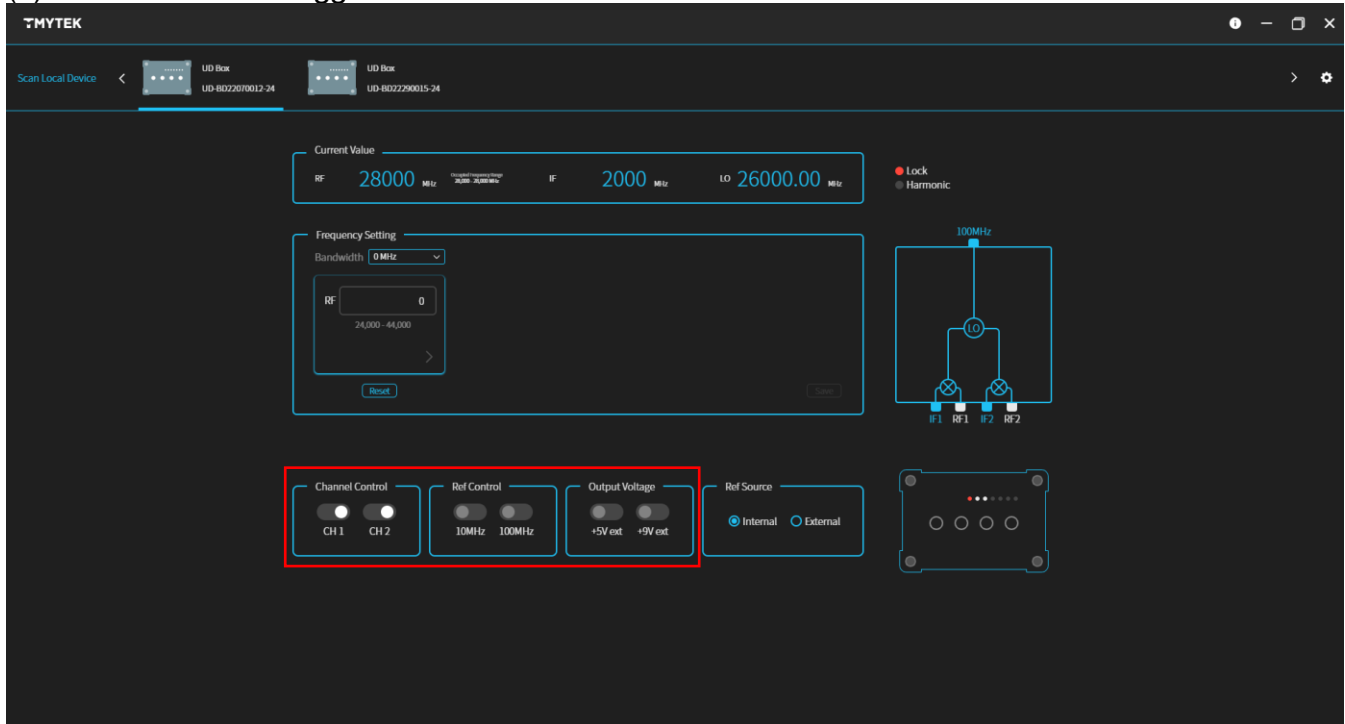 TMYTEK
Scan Local Device
UD Box
UD-BD22070012-24
UD Box
UD-BD22290015-24
Current Value
RF 28000 MHz Occupied Frequency Range
IF 2000 MHz LO 26000.00 MHz
Lock
Harmonic
Frequency Setting
Bandwidth 0 MHz
RF 0
24,000 - 44,000
Reset
Save
100MHz
LO
IF1 RF1 IF2 RF2
Channel Control
CH 1 CH 2
Ref Control
10MHz 100MHz
Output Voltage
+5V ext +9V ext
Ref Source
Internal External